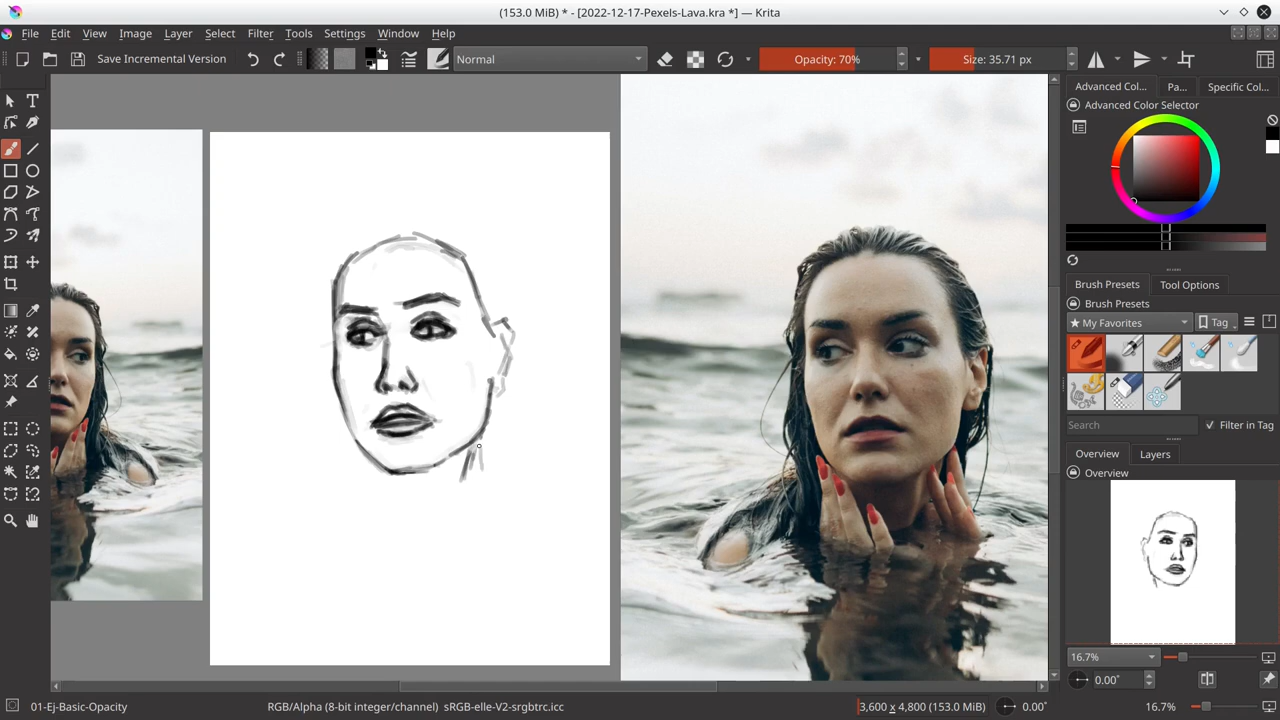 (153.0 MiB) * - [2022-12-17-Pexels-Lava.kra *] — Krita
File Edit View Image Layer Select Filter Tools Settings Window Help
Save Incremental Version Normal Opacity: 70% Size: 35.71 px
Advanced Col... Pa... Specific Col...
Advanced Color Selector
Brush Presets Tool Options
Brush Presets
★ My Favorites Tag
Search Filter in Tag
Overview Layers
Overview
16.7%
0.00°
01-Ej-Basic-Opacity RGB/Alpha (8-bit integer/channel) sRGB-elle-V2-srgbtrc.icc 3,600 x 4,800 (153.0 MiB) 0.00° 16.7%